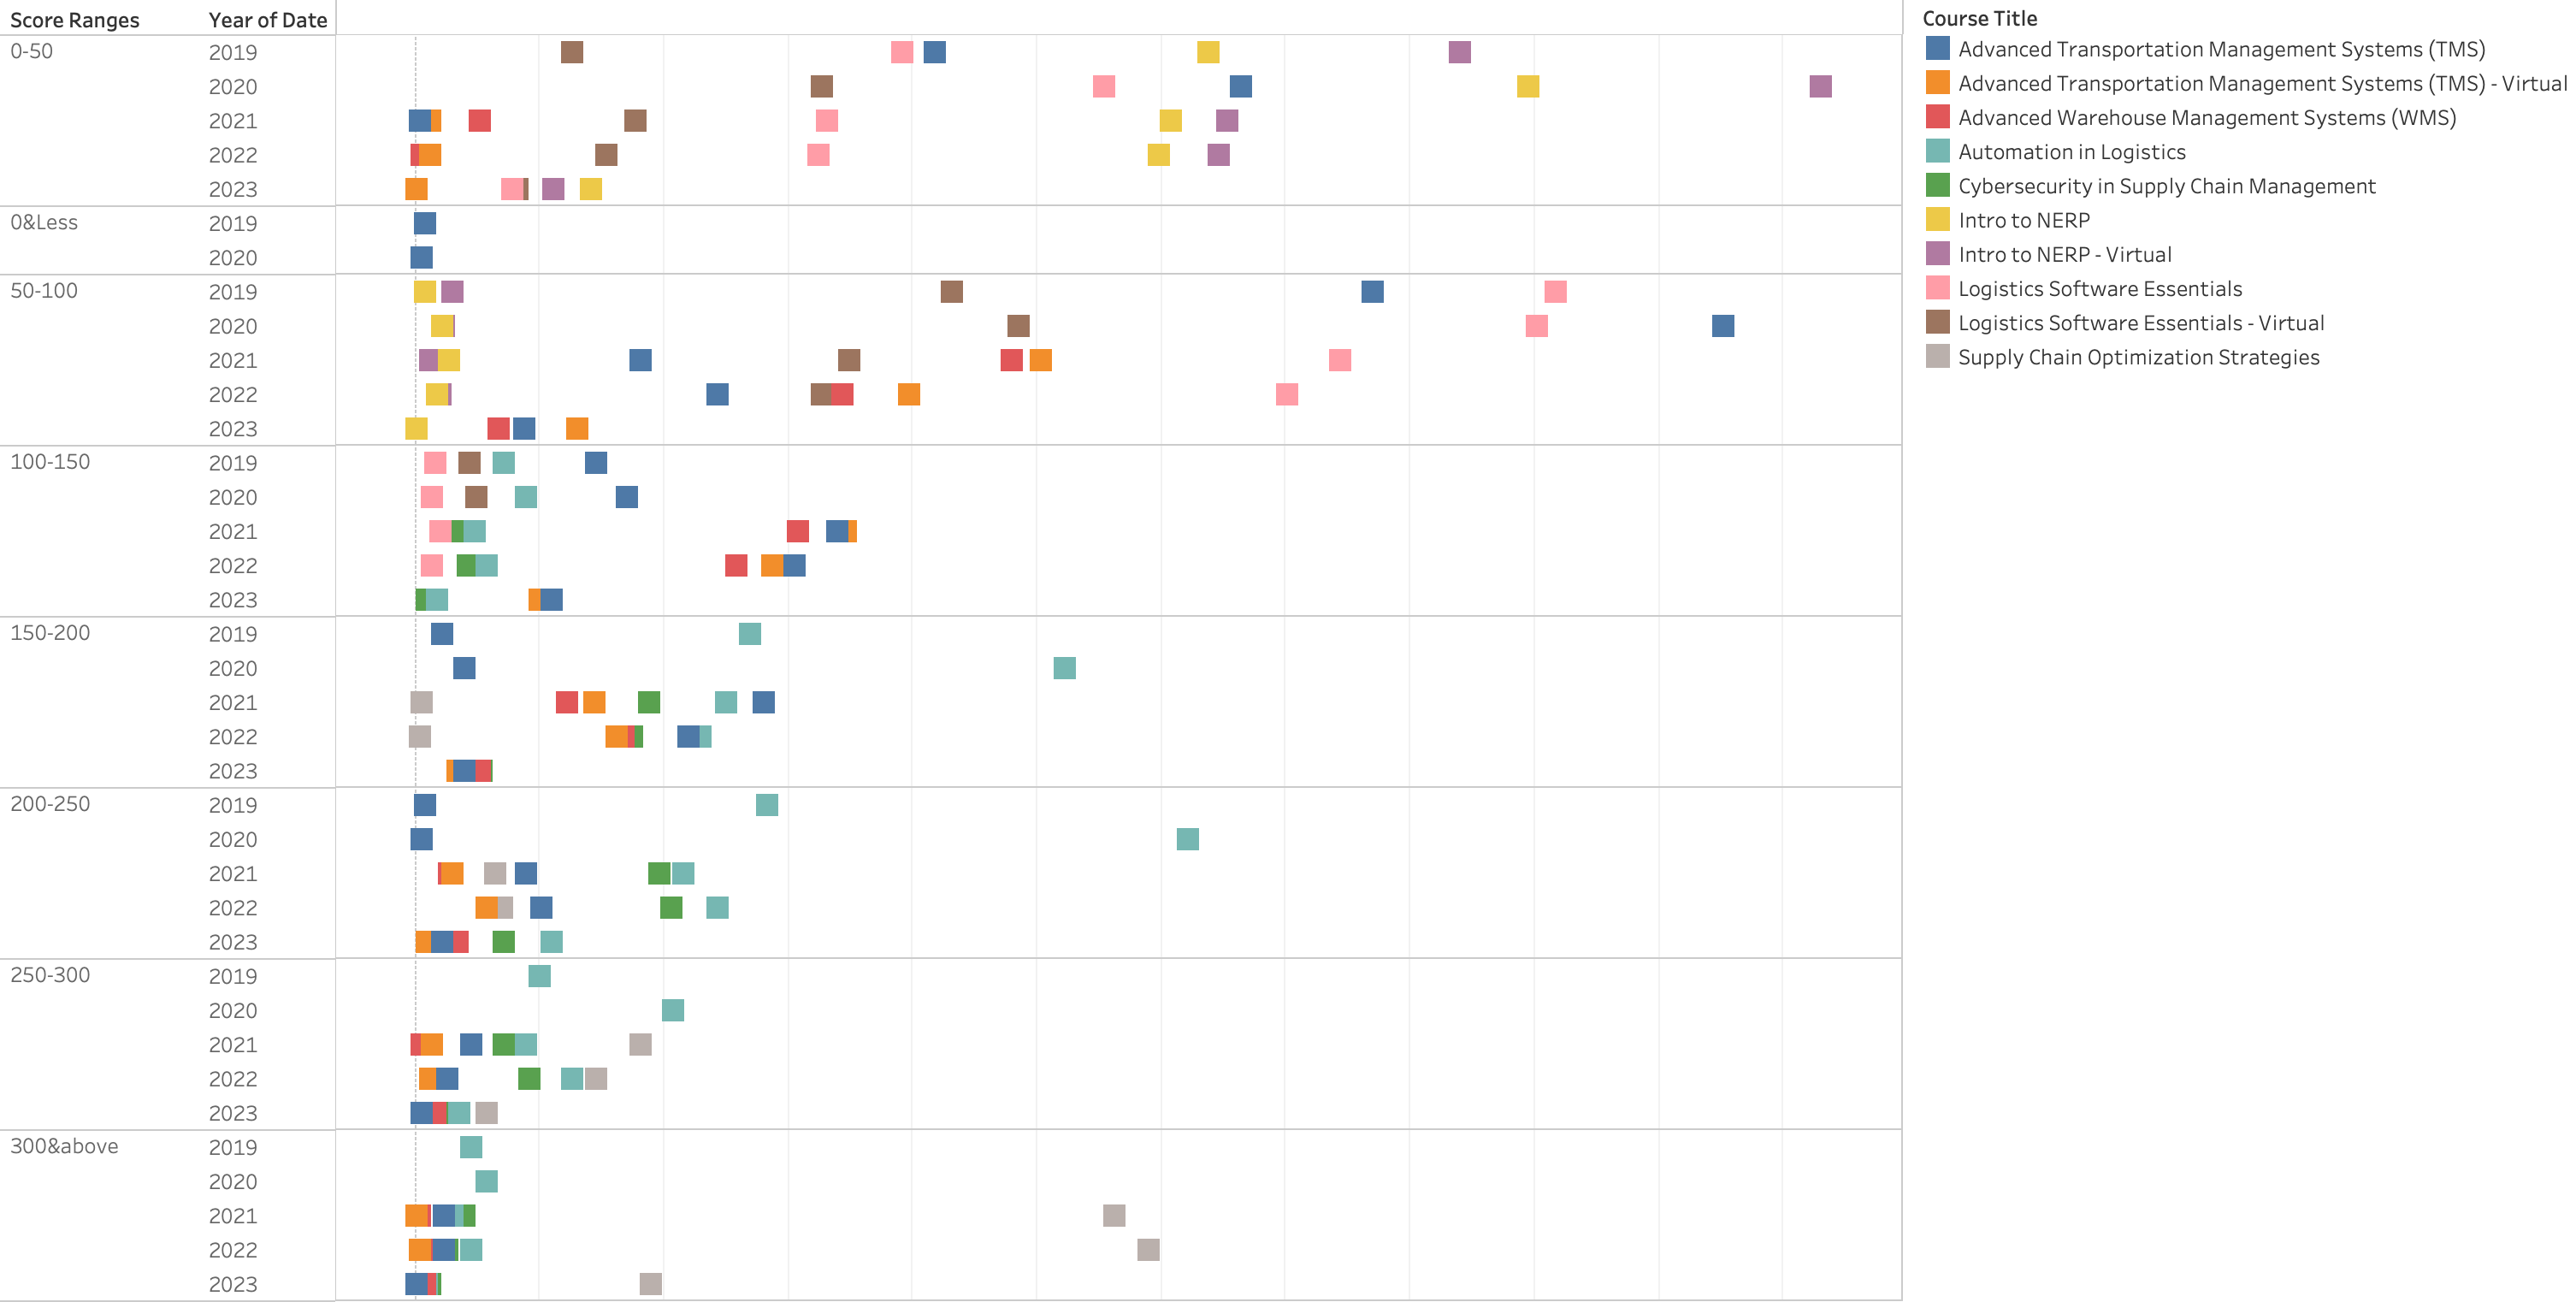 Score Ranges Year of Date
0-50 2019
2020
2021
2022
2023
0&Less 2019
2020
50-100 2019
2020
2021
2022
2023
100-150 2019
2020
2021
2022
2023
150-200 2019
2020
2021
2022
2023
200-250 2019
2020
2021
2022
2023
250-300 2019
2020
2021
2022
2023
300&above 2019
2020
2021
2022
2023
Course Title
Advanced Transportation Management Systems (TMS)
Advanced Transportation Management Systems (TMS) - Virtual
Advanced Warehouse Management Systems (WMS)
Automation in Logistics
Cybersecurity in Supply Chain Management
Intro to NERP
Intro to NERP - Virtual
Logistics Software Essentials
Logistics Software Essentials - Virtual
Supply Chain Optimization Strategies